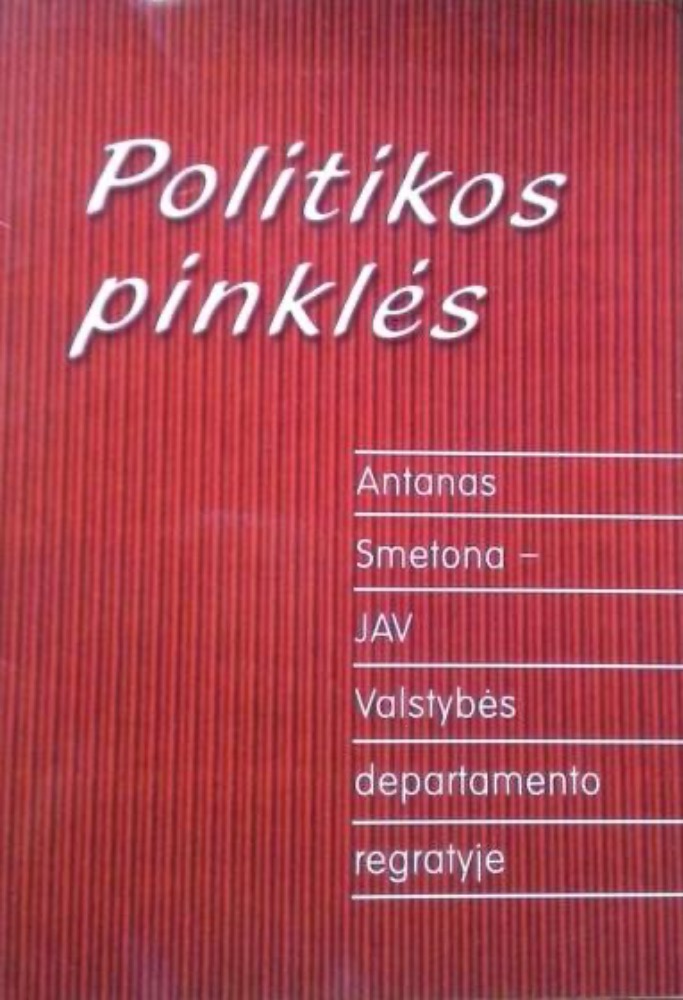 Politikos
pinklės
Antanas
Smetona –
JAV
Valstybės
departamento
regratyje